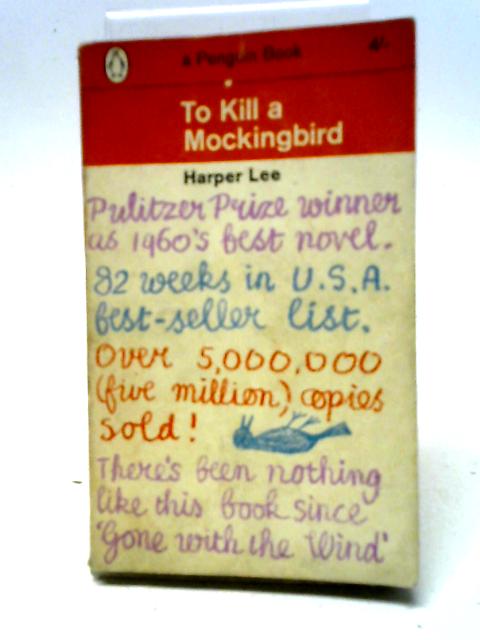 a Penguin Book 4/-
To Kill a
Mockingbird
Harper Lee
Pulitzer Prize winner
as 1960's best novel.
82 weeks in U.S.A.
best-seller list.
Over 5,000,000
(five million) copies
sold!
There's been nothing
like this book since
'Gone with the Wind'